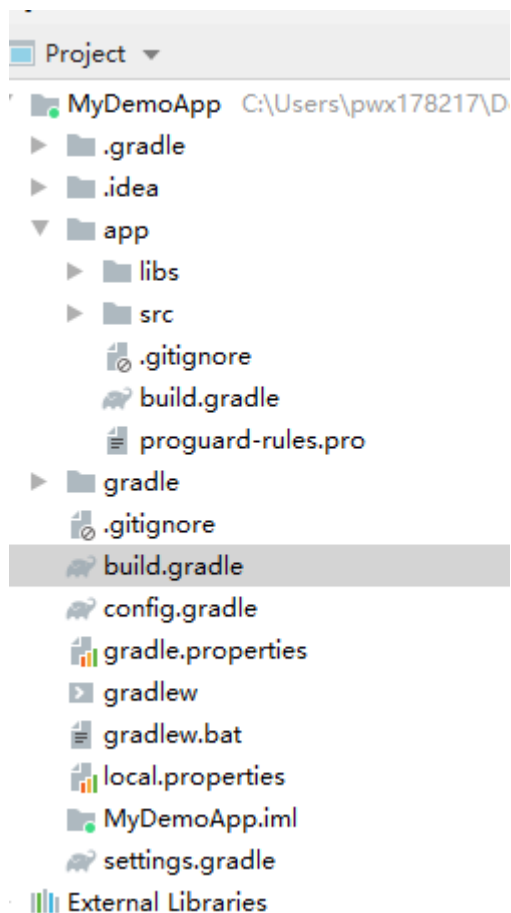 Project
MyDemoApp C:\Users\pwx178217\D
.gradle
.idea
app
libs
src
.gitignore
build.gradle
proguard-rules.pro
gradle
.gitignore
build.gradle
config.gradle
gradle.properties
gradlew
gradlew.bat
local.properties
MyDemoApp.iml
settings.gradle
External Libraries